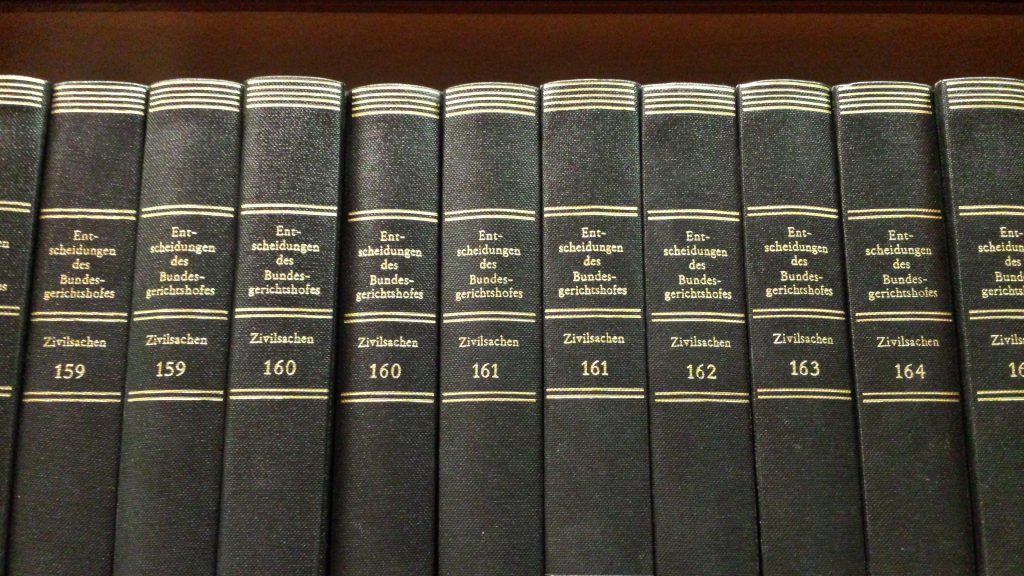 Ent-
scheidungen
des
Bundes-
gerichtshofes
Zivilsachen
159
Ent-
scheidungen
des
Bundes-
gerichtshofes
Zivilsachen
159
Ent-
scheidungen
des
Bundes-
gerichtshofes
Zivilsachen
160
Ent-
scheidungen
des
Bundes-
gerichtshofes
Zivilsachen
160
Ent-
scheidungen
des
Bundes-
gerichtshofes
Zivilsachen
161
Ent-
scheidungen
des
Bundes-
gerichtshofes
Zivilsachen
161
Ent-
scheidungen
des
Bundes-
gerichtshofes
Zivilsachen
162
Ent-
scheidungen
des
Bundes-
gerichtshofes
Zivilsachen
163
Ent-
scheidungen
des
Bundes-
gerichtshofes
Zivilsachen
164